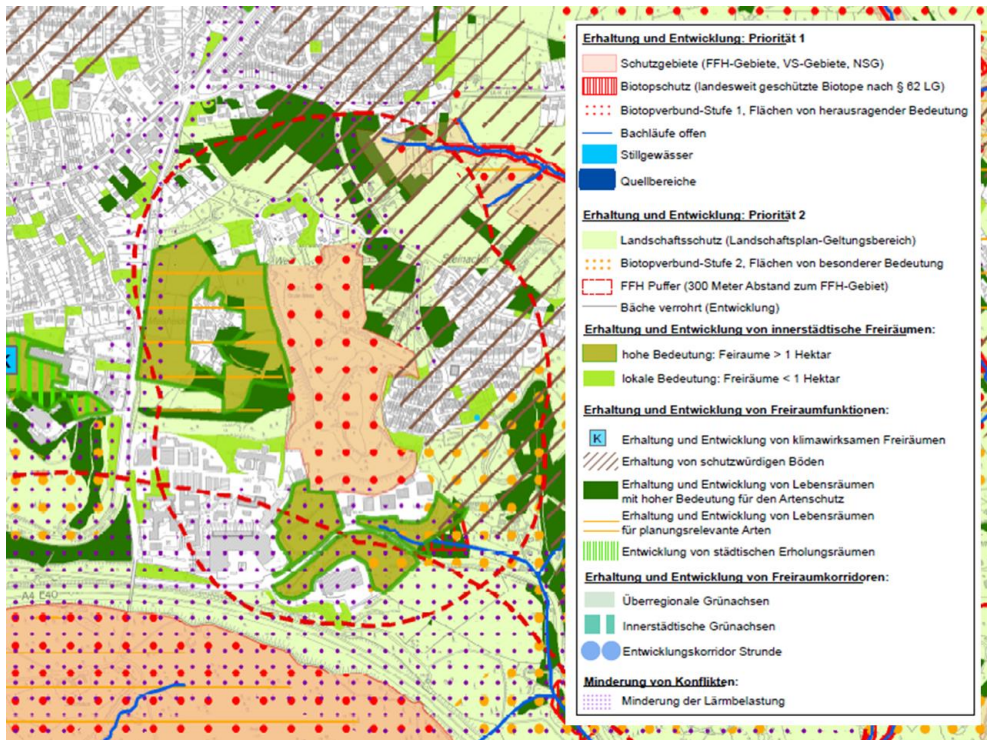 Erhaltung und Entwicklung: Priorität 1
Schutzgebiete (FFH-Gebiete, VS-Gebiete, NSG)
Biotopschutz (landesweit geschützte Biotope nach § 62 LG)
Biotopverbund-Stufe 1, Flächen von herausragender Bedeutung
Bachläufe offen
Stillgewässer
Quellbereiche
Erhaltung und Entwicklung: Priorität 2
Landschaftsschutz (Landschaftsplan-Geltungsbereich)
Biotopverbund-Stufe 2, Flächen von besonderer Bedeutung
FFH Puffer (300 Meter Abstand zum FFH-Gebiet)
Bäche verrohrt (Entwicklung)
Erhaltung und Entwicklung von innerstädtische Freiräumen:
hohe Bedeutung: Feiraume > 1 Hektar
lokale Bedeutung: Freiräume < 1 Hektar
Erhaltung und Entwicklung von Freiraumfunktionen:
K Erhaltung und Entwicklung von klimawirksamen Freiräumen
Erhaltung von schutzwürdigen Böden
Erhaltung und Entwicklung von Lebensräumen
mit hoher Bedeutung für den Artenschutz
Erhaltung und Entwicklung von Lebensräumen
für planungsrelevante Arten
Entwicklung von städtischen Erholungsräumen
Erhaltung und Entwicklung von Freiraumkorridoren:
Überregionale Grünachsen
Innerstädtische Grünachsen
Entwicklungskorridor Strunde
Minderung von Konflikten:
Minderung der Lärmbelastung
Steinacker
K
A4 E40